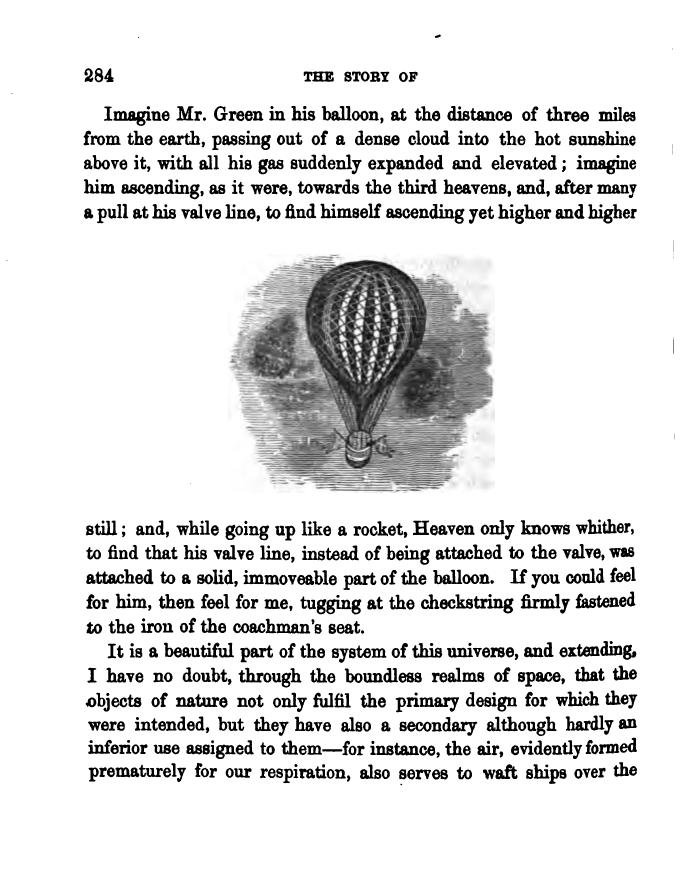 284
THE STORY OF
Imagine Mr. Green in his balloon, at the distance of three miles
from the earth, passing out of a dense cloud into the hot sunshine
above it, with all his gas suddenly expanded and elevated; imagine
him ascending, as it were, towards the third heavens, and, after many
a pull at his valve line, to find himself ascending yet higher and higher
still; and, while going up like a rocket, Heaven only knows whither,
to find that his valve line, instead of being attached to the valve, was
attached to a solid, immoveable part of the balloon. If you could feel
for him, then feel for me, tugging at the checkstring firmly fastened
to the iron of the coachman's seat.
It is a beautiful part of the system of this universe, and extending,
I have no doubt, through the boundless realms of space, that the
objects of nature not only fulfil the primary design for which they
were intended, but they have also a secondary although hardly an
inferior use assigned to them—for instance, the air, evidently formed
prematurely for our respiration, also serves to waft ships over the